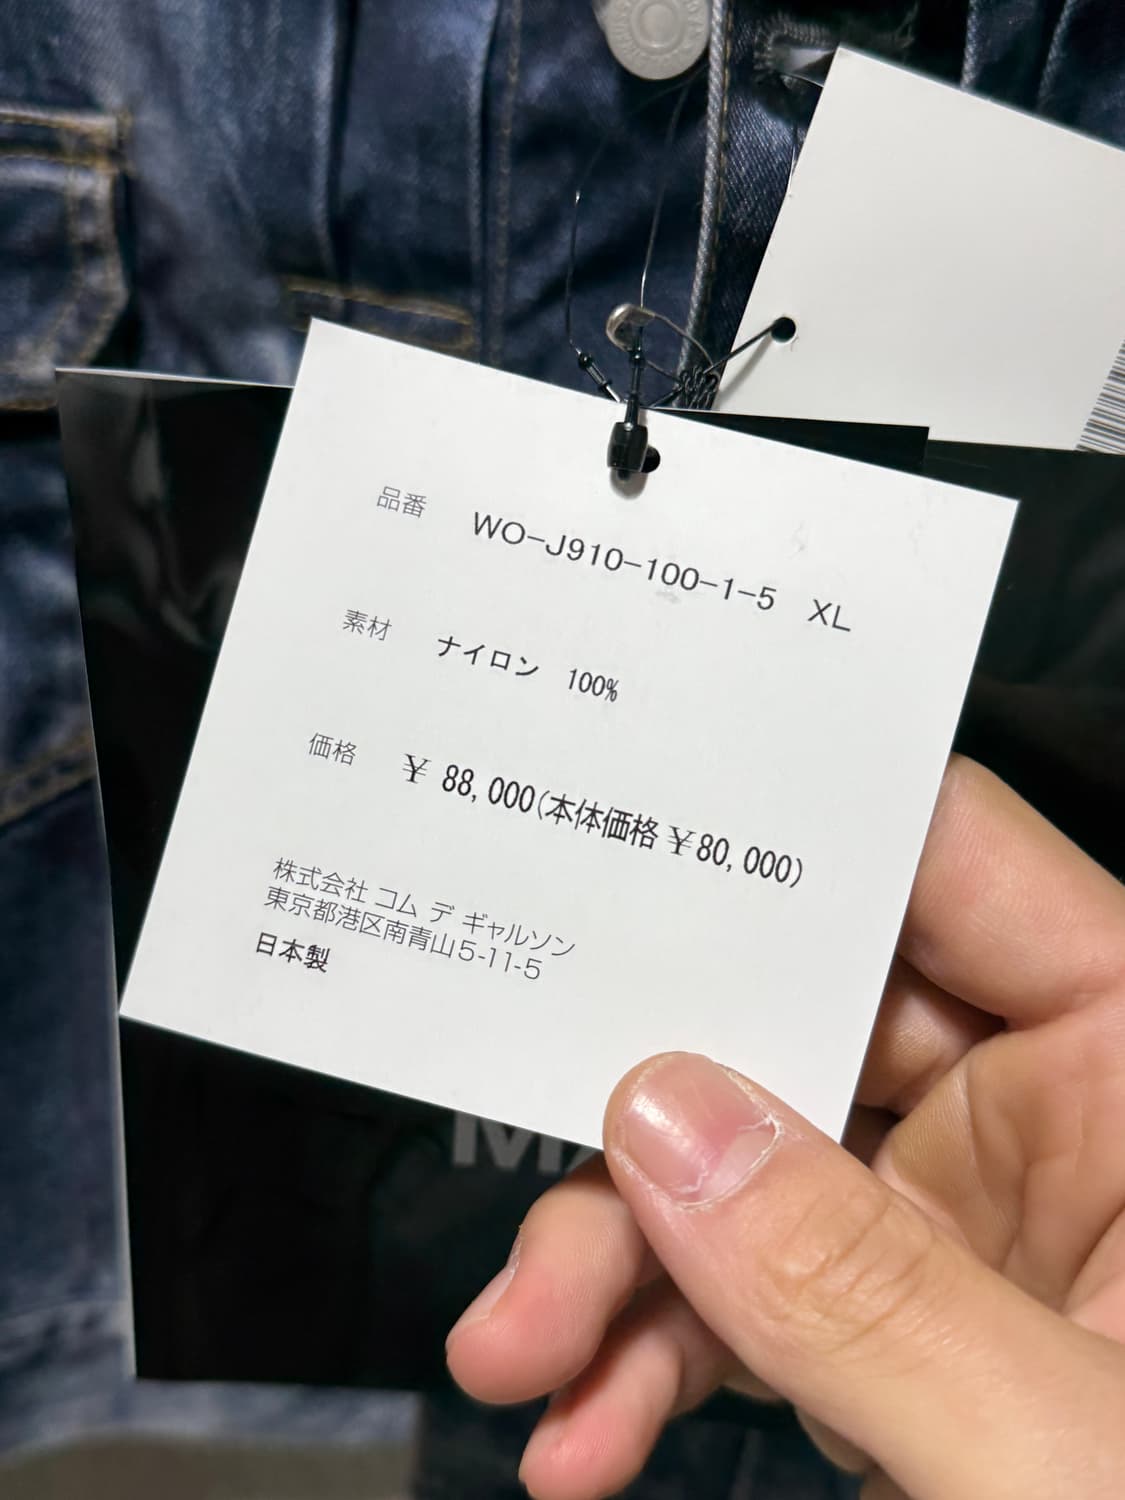 品番 WO-J910-100-1-5 XL
素材 ナイロン 100%
価格 ¥ 88,000(本体価格 ¥80,000)
株式会社 コム デ ギャルソン
東京都港区南青山5-11-5
日本製